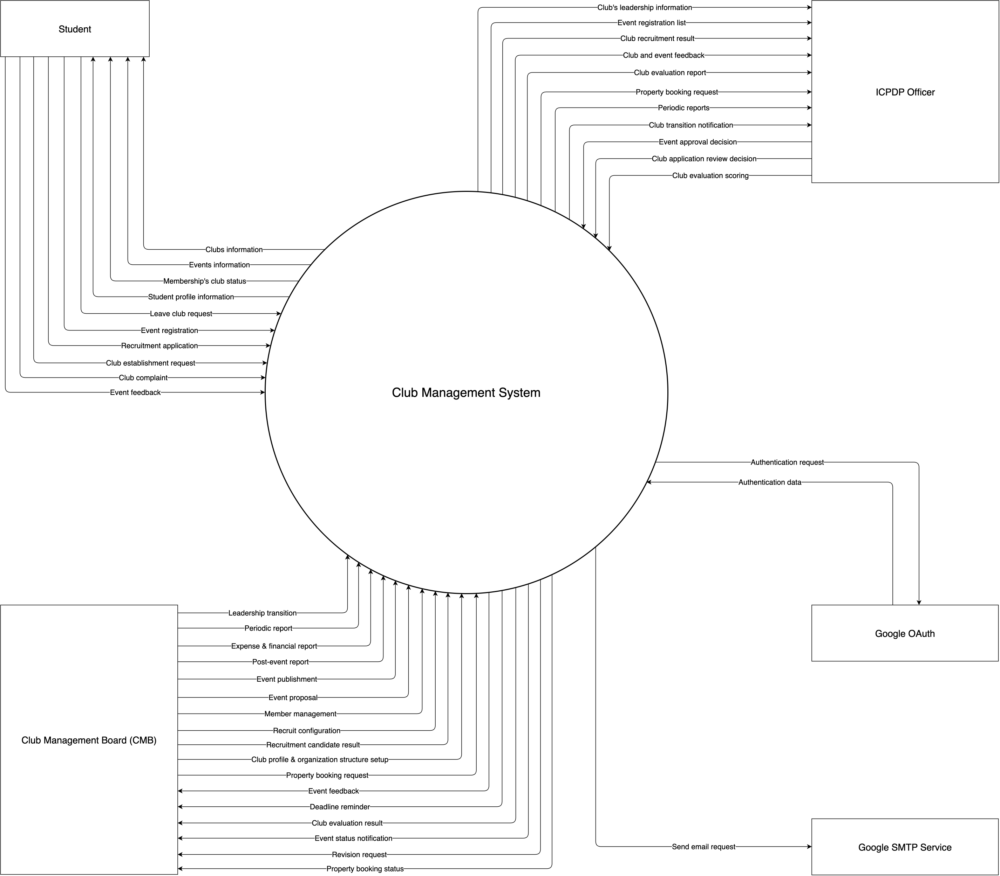 Student
Club's leadership information
Event registration list
Club recruitment result
Club and event feedback
Club evaluation report
Property booking request
Periodic reports
Club transition notification
Event approval decision
Club application review decision
Club evaluation scoring
ICPDP Officer
Clubs information
Events information
Membership's club status
Student profile information
Leave club request
Event registration
Recruitment application
Club establishment request
Club complaint
Event feedback
Club Management System
Authentication request
Authentication data
Google OAuth
Leadership transition
Periodic report
Expense & financial report
Post-event report
Event publishment
Event proposal
Member management
Recruit configuration
Recruitment candidate result
Club profile & organization structure setup
Property booking request
Event feedback
Deadline reminder
Club evaluation result
Event status notification
Revision request
Property booking status
Club Management Board (CMB)
Send email request
Google SMTP Service